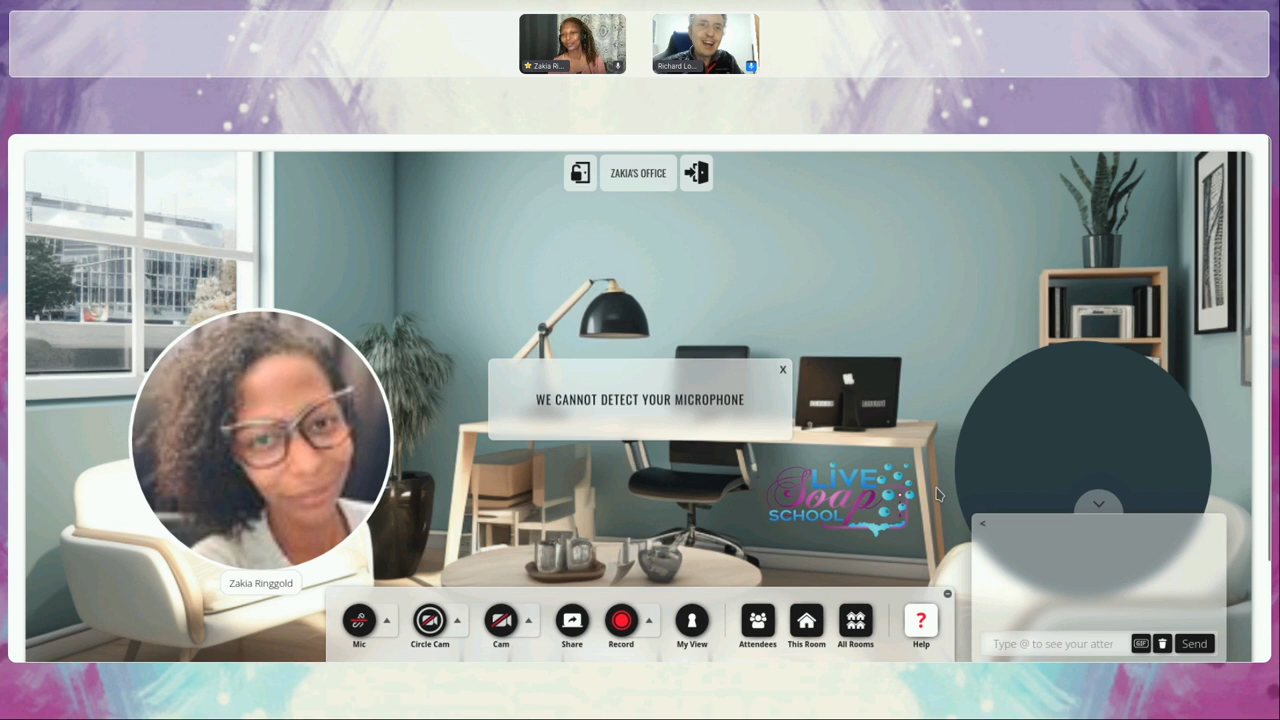 Zakia Ri...
Richard Lo...
ZAKIA'S OFFICE
X
WE CANNOT DETECT YOUR MICROPHONE
LiVE
Soap
SCHOOL
<
Zakia Ringgold
Mic
Circle Cam
Cam
Share
Record
My View
Attendees
This Room
All Rooms
?
Help
Type @ to see your atter
GIF
Send